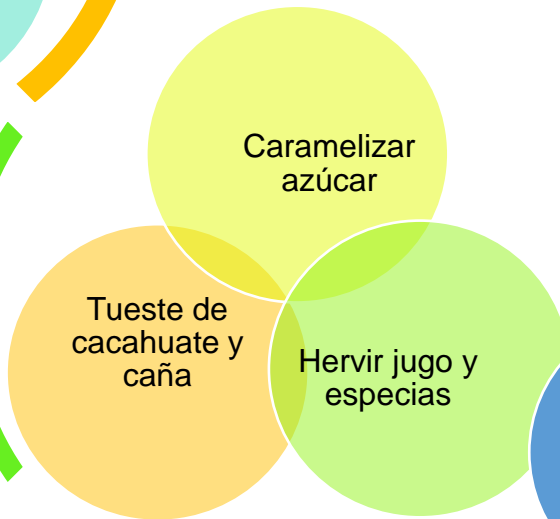 Caramelizar
azúcar
Tueste de
cacahuate y
caña
Hervir jugo y
especias